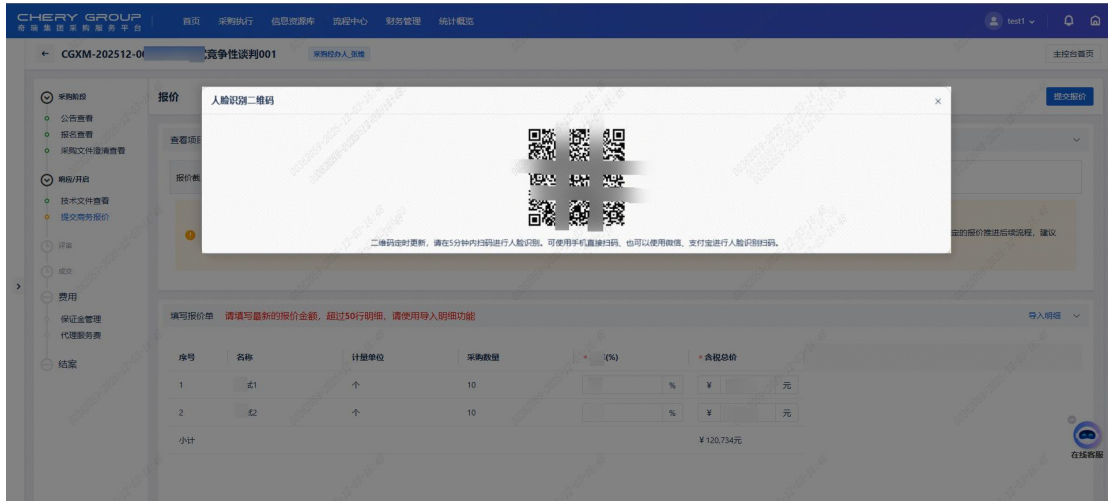 CHERY GROUP
奇瑞集团采购服务平台
首页 采购执行 信息资源库 流程中心 财务管理 统计概览
test1
← CGXM-202512-0 竞争性谈判001 采购经办人_张维 主控台首页
采购阶段
公告查看
报名查看
采购文件澄清查看
响应/开启
技术文件查看
提交商务报价
评审
成交
费用
保证金管理
代理服务费
结案
报价 提交报价
人脸识别二维码 ×
查看项目
报价截
二维码定时更新，请在5分钟内扫码进行人脸识别。可使用手机直接扫码，也可以使用微信、支付宝进行人脸识别扫码。
定的报价推进后续流程，建议
填写报价单 请填写最新的报价金额，超过50行明细，请使用导入明细功能 导入明细
序号 名称 计量单位 采购数量 * (%) * 含税总价
1 1 个 10 % ¥ 元
2 2 个 10 % ¥ 元
小计 ¥ 120,734元
在线客服